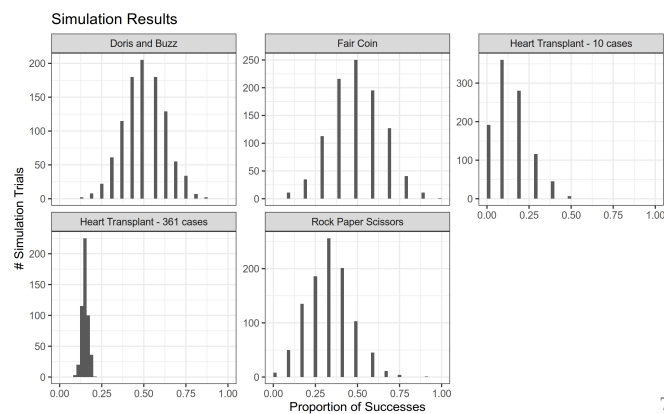 Simulation Results
Doris and Buzz
Fair Coin
Heart Transplant - 10 cases
200
150
100
50
0
250
200
150
100
50
0
300
200
100
0
0.00 0.25 0.50 0.75 1.00
# Simulation Trials
Heart Transplant - 361 cases
Rock Paper Scissors
200
150
100
50
0
200
100
0
0.00 0.25 0.50 0.75 1.00
0.00 0.25 0.50 0.75 1.00
Proportion of Successes